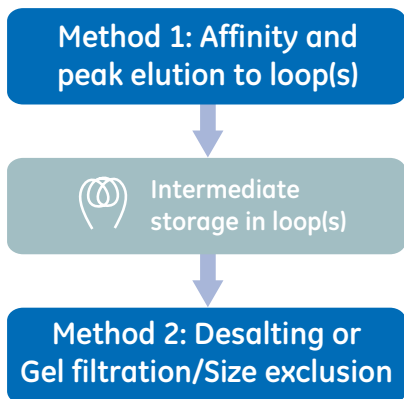 Method 1: Affinity and
peak elution to loop(s)
Intermediate
storage in loop(s)
Method 2: Desalting or
Gel filtration/Size exclusion